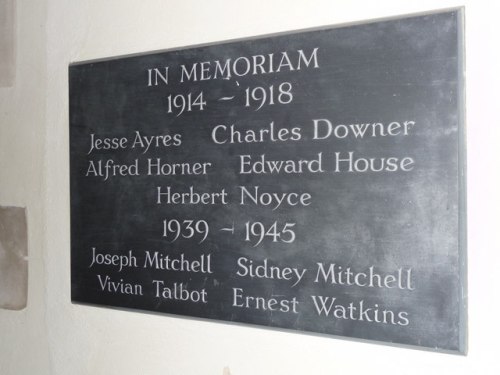 IN MEMORIAM
1914 - 1918
Jesse Ayres Charles Downer
Alfred Horner Edward House
Herbert Noyce
1939 - 1945
Joseph Mitchell Sidney Mitchell
Vivian Talbot Ernest Watkins